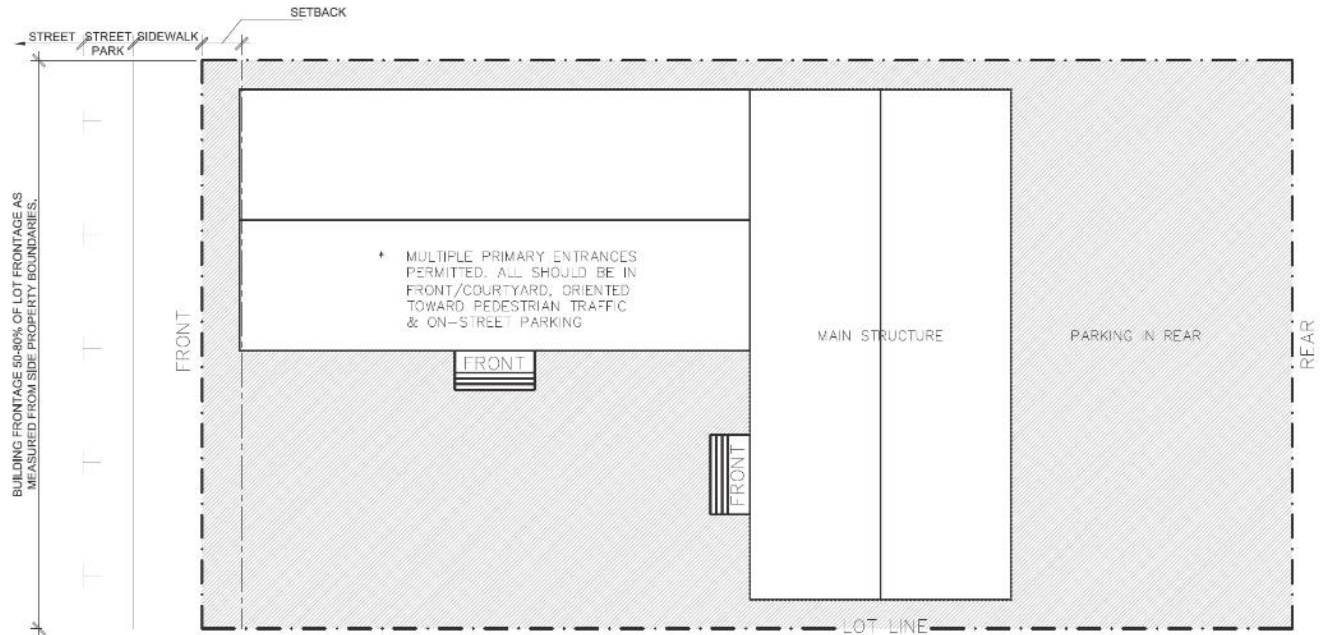 SETBACK
STREET
STREET
PARK
SIDEWALK
BUILDING FRONTAGE 50-80% OF LOT FRONTAGE AS
MEASURED FROM SIDE PROPERTY BOUNDARIES,
FRONT
* MULTIPLE PRIMARY ENTRANCES
PERMITTED. ALL SHOULD BE IN
FRONT/COURTYARD, ORIENTED
TOWARD PEDESTRIAN TRAFFIC
& ON-STREET PARKING
FRONT
FRONT
MAIN STRUCTURE
PARKING IN REAR
REAR
LOT LINE